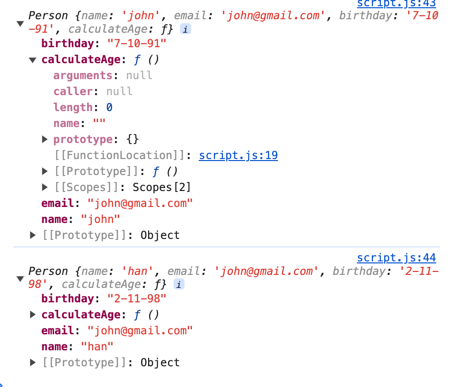 script.js:43
Person {name: 'john', email: 'john@gmail.com', birthday: '7-10
-91', calculateAge: ƒ} i
birthday: "7-10-91"
calculateAge: ƒ ()
arguments: null
caller: null
length: 0
name: ""
prototype: {}
[[FunctionLocation]]: script.js:19
[[Prototype]]: ƒ ()
[[Scopes]]: Scopes[2]
email: "john@gmail.com"
name: "john"
[[Prototype]]: Object
script.js:44
Person {name: 'han', email: 'john@gmail.com', birthday: '2-11-
98', calculateAge: ƒ} i
birthday: "2-11-98"
calculateAge: ƒ ()
email: "john@gmail.com"
name: "han"
[[Prototype]]: Object